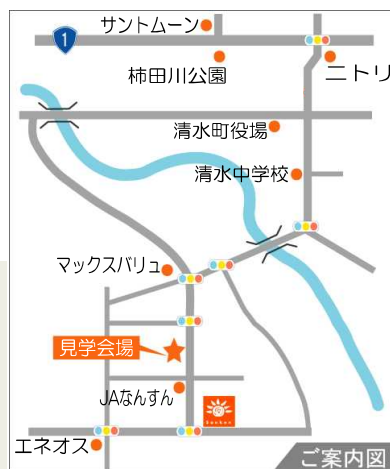 サントムーン
1
柿田川公園
ニトリ
清水町役場
清水中学校
マックスバリュ
見学会場
JAなんすん
エネオス
ご案内図